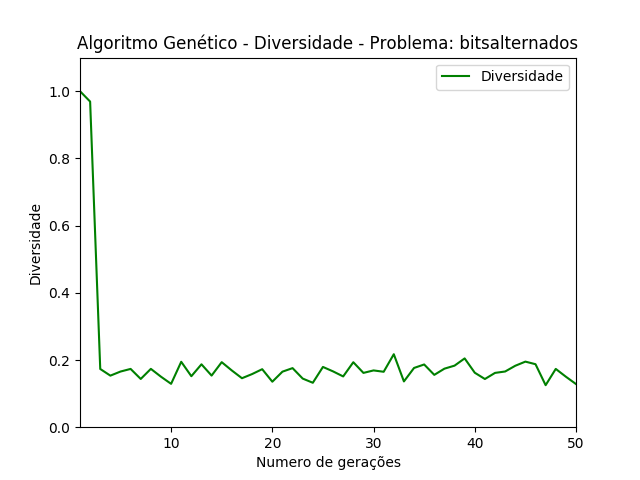 Algoritmo Genético - Diversidade - Problema: bitsalternados
Diversidade
1.0
0.8
0.6
0.4
0.2
0.0
Diversidade
10
20
30
40
50
Numero de gerações